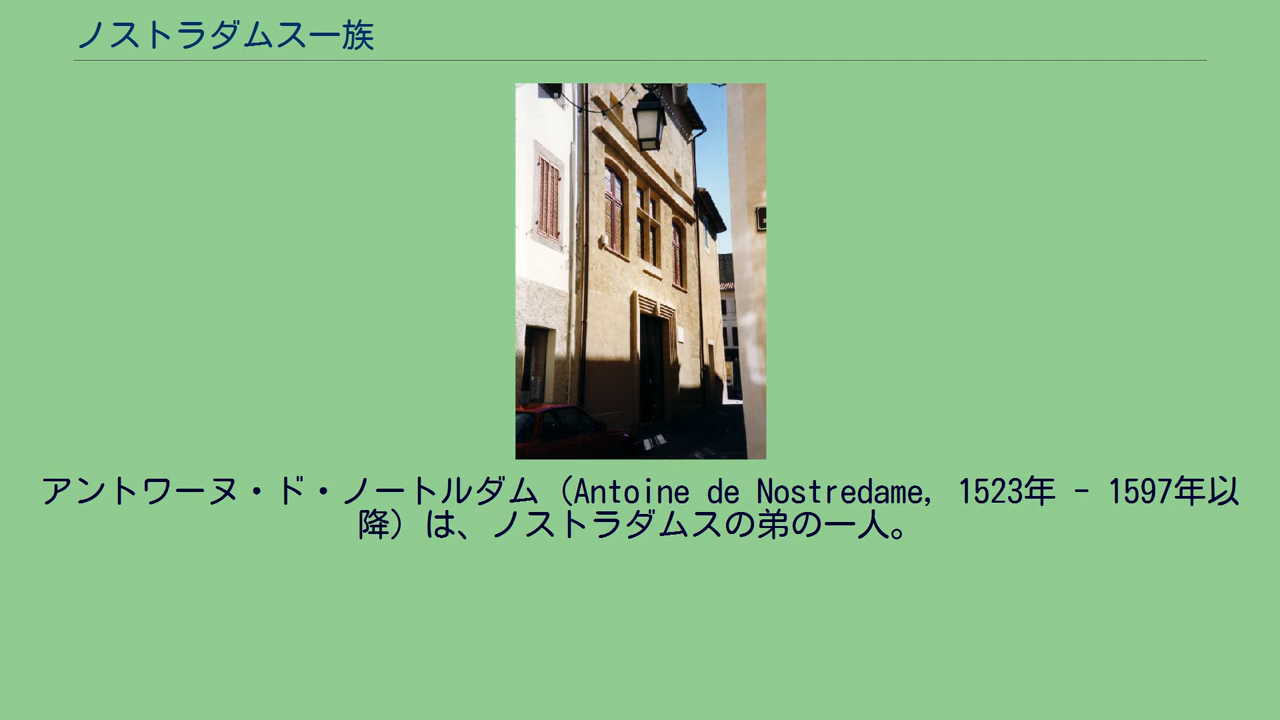 ノストラダムス一族
アントワーヌ・ド・ノートルダム（Antoine de Nostredame, 1523年 - 1597年以
降）は、ノストラダムスの弟の一人。